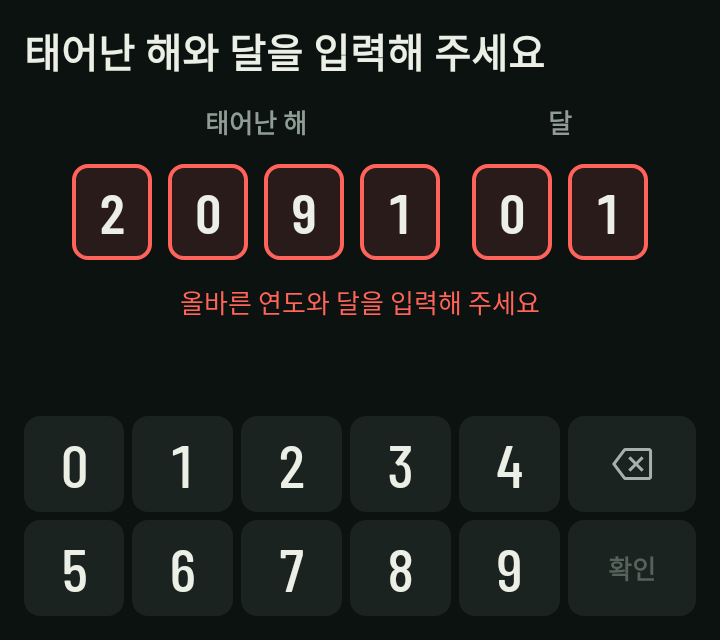 태어난 해와 달을 입력해 주세요
태어난 해 달
2 0 9 1 0 1
올바른 연도와 달을 입력해 주세요
0 1 2 3 4
5 6 7 8 9 확인